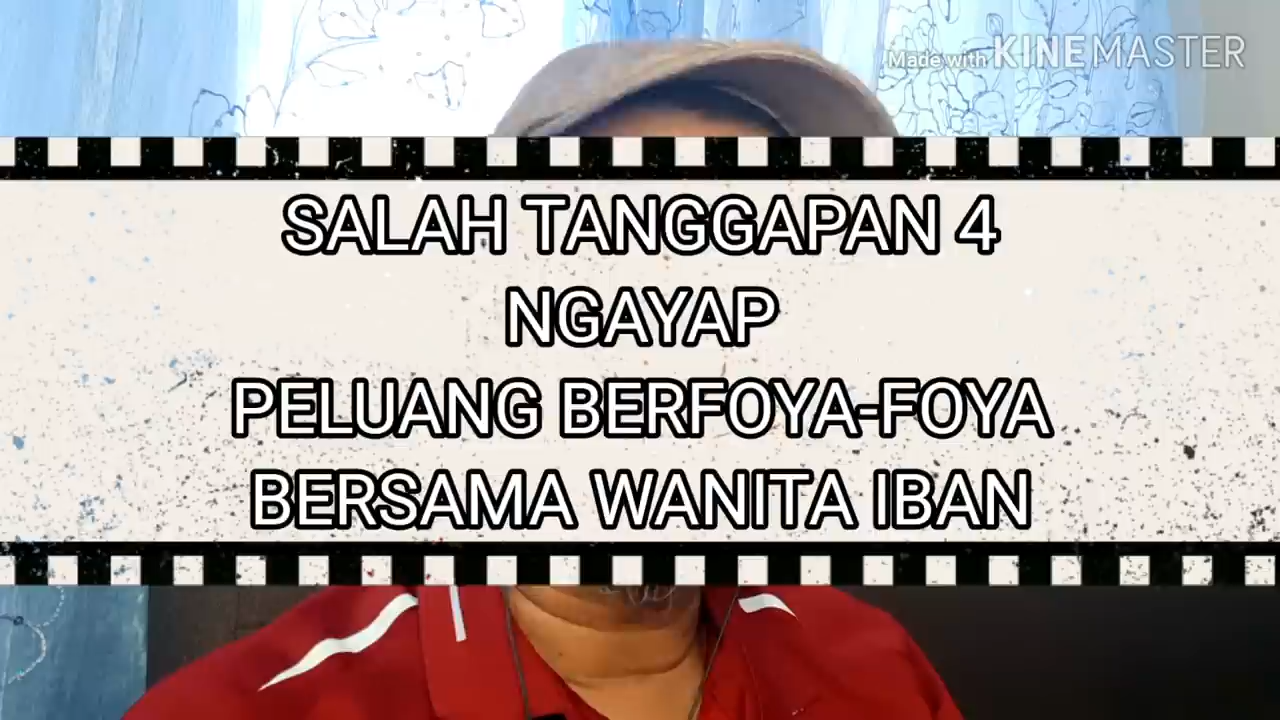 Made with KINEMASTER
SALAH TANGGAPAN 4
NGAYAP
PELUANG BERFOYA-FOYA
BERSAMA WANITA IBAN